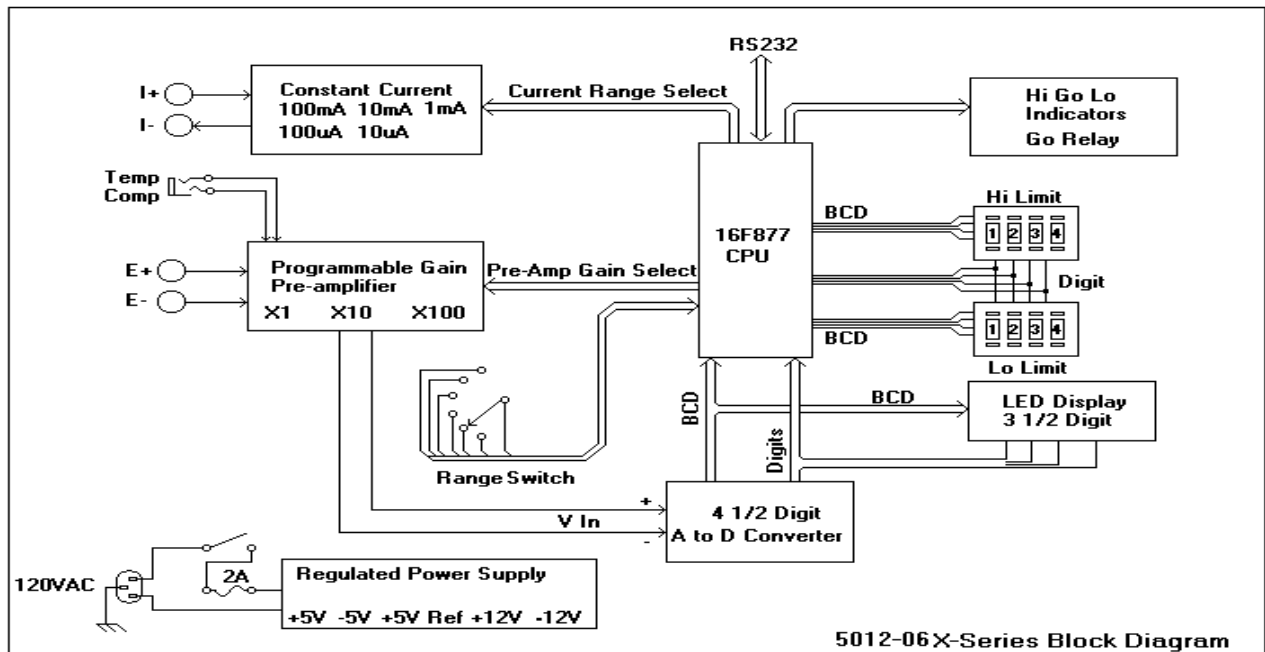 RS232
I+
I-
Constant Current
100mA 10mA 1mA
100uA 10uA
Current Range Select
Hi Go Lo
Indicators
Go Relay
Temp
Comp
E+
E-
Programmable Gain
Pre-amplifier
X1 X10 X100
Pre-Amp Gain Select
16F877
CPU
BCD
Hi Limit
1 2 3 4
Digit
BCD
1 2 3 4
Lo Limit
Range Switch
BCD
Digits
BCD
LED Display
3 1/2 Digit
+
V In
-
4 1/2 Digit
A to D Converter
120VAC
2A
Regulated Power Supply
+5V -5V +5V Ref +12V -12V
5012-06X-Series Block Diagram